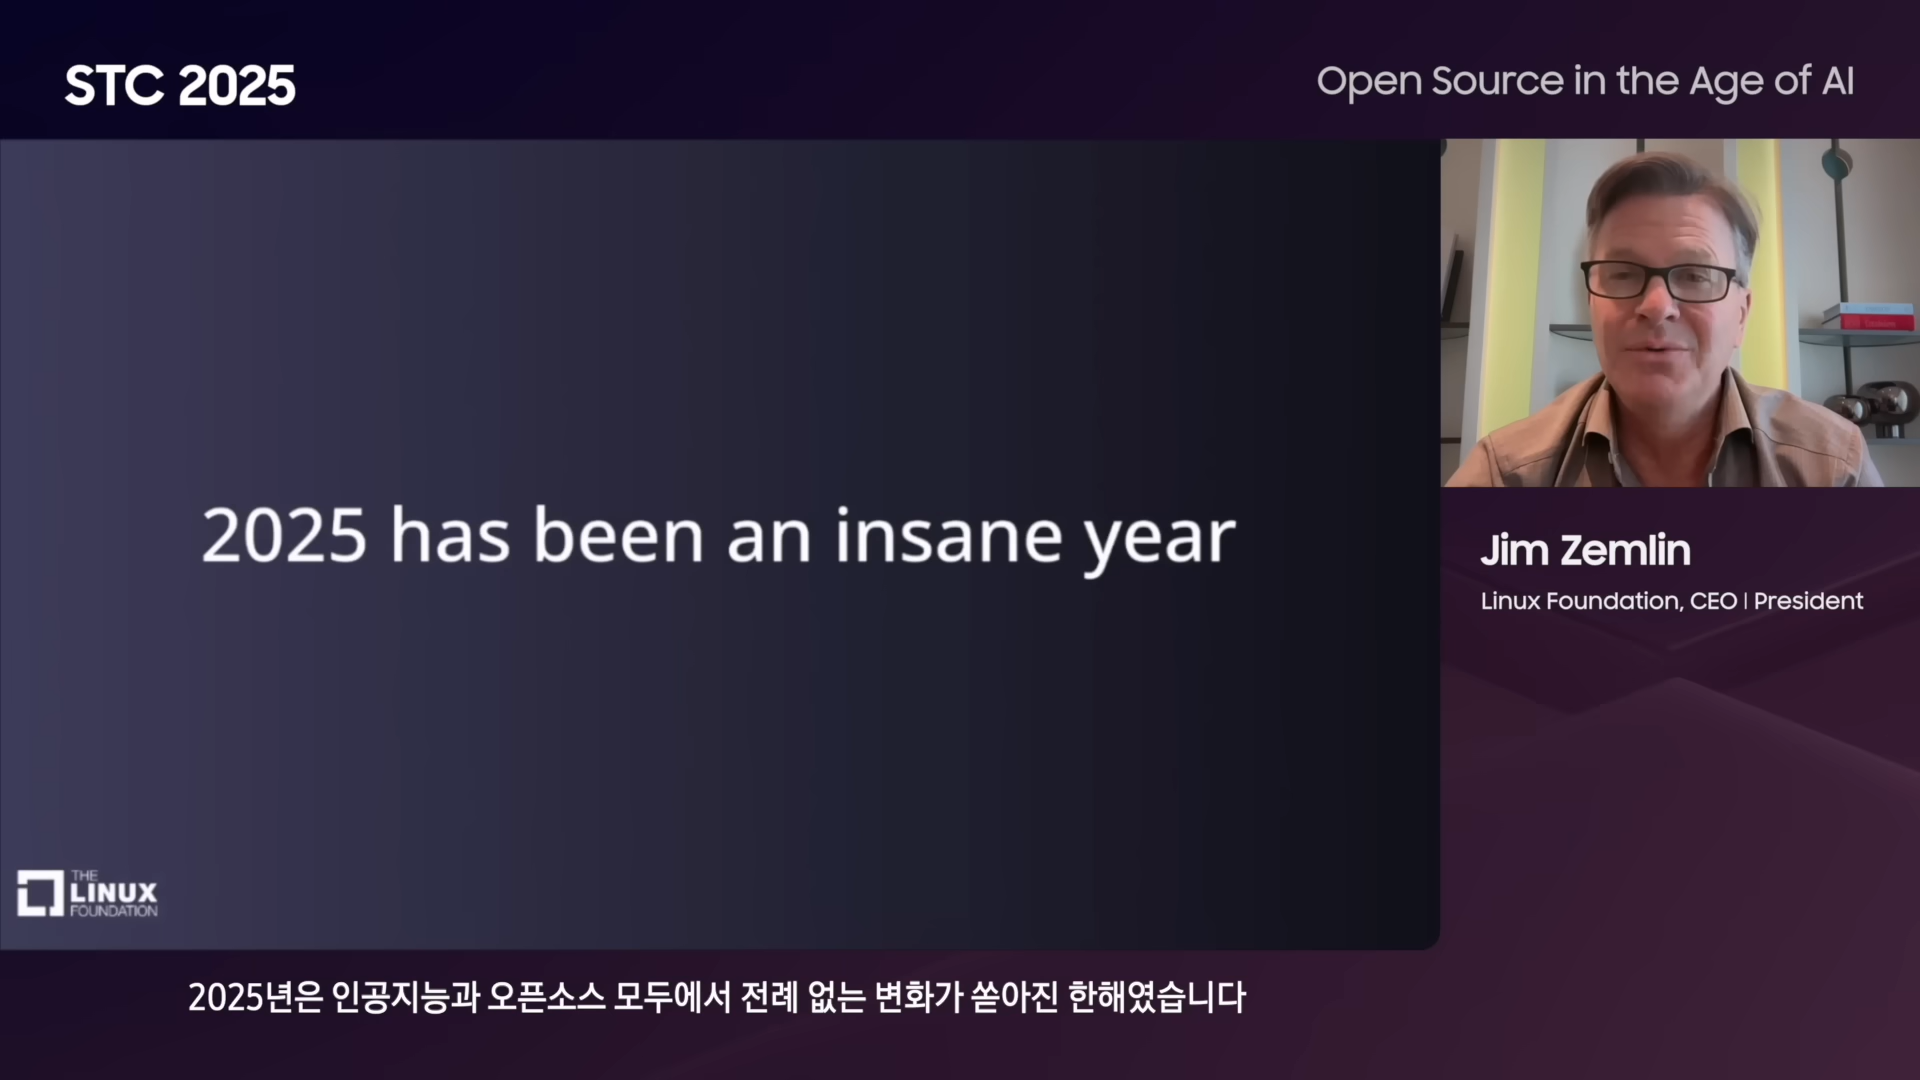 STC 2025
Open Source in the Age of AI
2025 has been an insane year
Jim Zemlin
Linux Foundation, CEO | President
THE
LINUX
FOUNDATION
2025년은 인공지능과 오픈소스 모두에서 전례 없는 변화가 쏟아진 한해였습니다